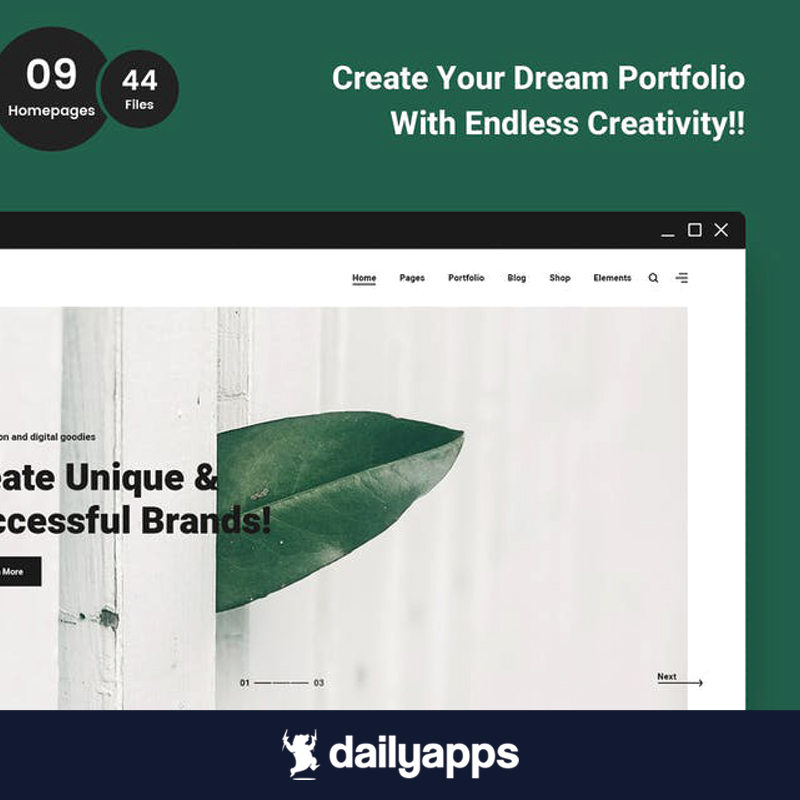 09
Homepages
44
Files
Create Your Dream Portfolio
With Endless Creativity!!
Home Pages Portfolio Blog Shop Elements
on and digital goodies
eate Unique &
ccessful Brands!
More
01 03
Next
dailyapps